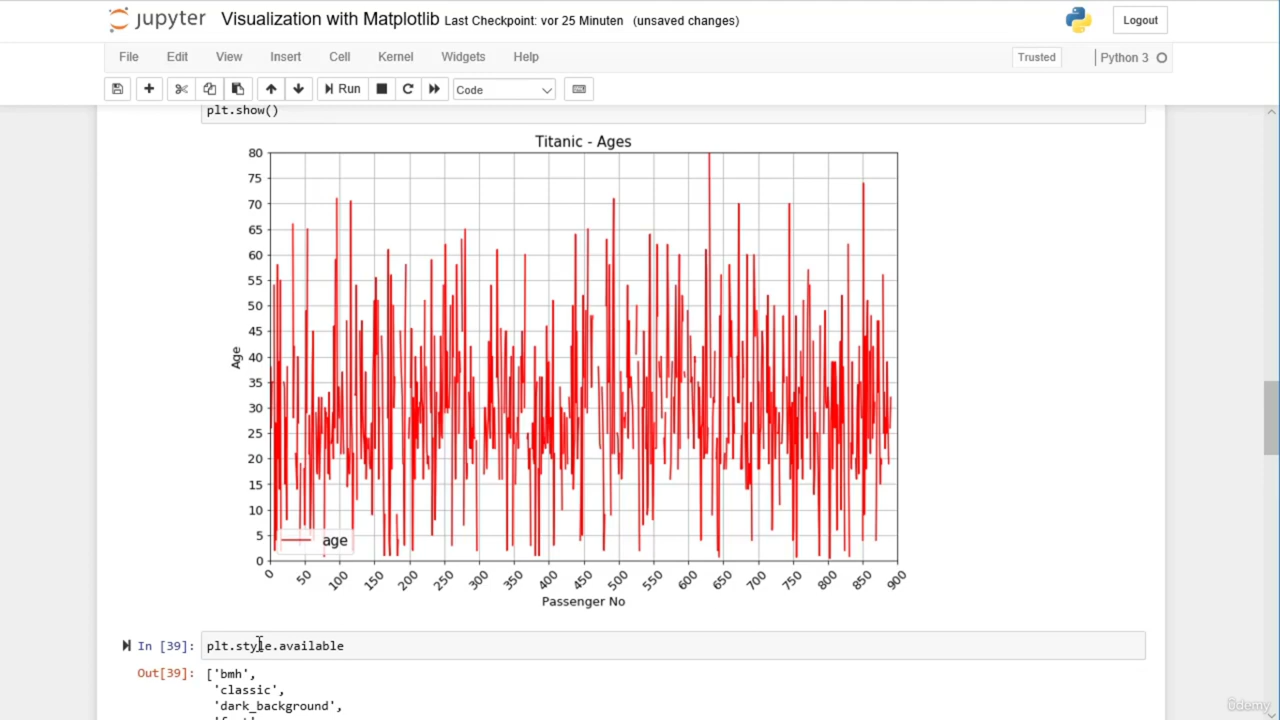 jupyter Visualization with Matplotlib Last Checkpoint: vor 25 Minuten (unsaved changes) Logout
File Edit View Insert Cell Kernel Widgets Help Trusted Python 3
Run Code
plt.show()
Titanic - Ages
80
75
70
65
60
55
50
45
40
35
30
25
20
15
10
5
0
Age
age
0 50 100 150 200 250 300 350 400 450 500 550 600 650 700 750 800 850 900
Passenger No
In [39]: plt.style.available
Out[39]: ['bmh',
'classic',
'dark_background',
ûdemy